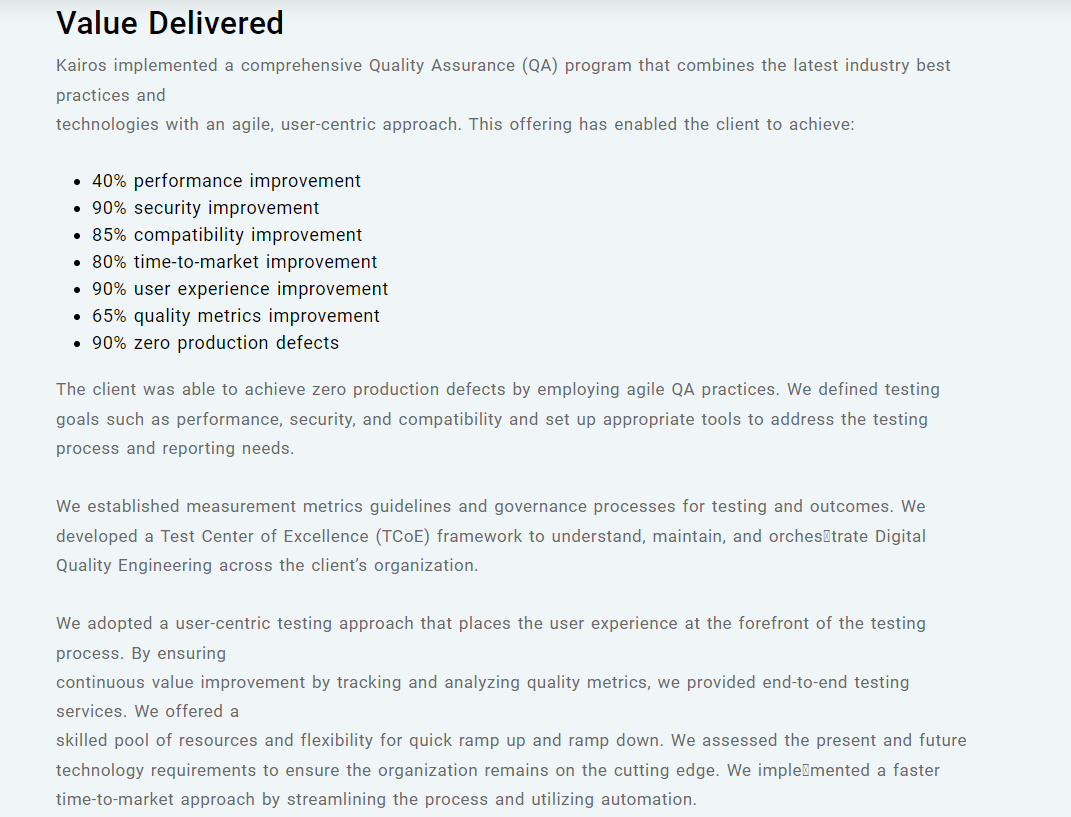 Value Delivered
Kairos implemented a comprehensive Quality Assurance (QA) program that combines the latest industry best
practices and
technologies with an agile, user-centric approach. This offering has enabled the client to achieve:
• 40% performance improvement
• 90% security improvement
• 85% compatibility improvement
• 80% time-to-market improvement
• 90% user experience improvement
• 65% quality metrics improvement
• 90% zero production defects
The client was able to achieve zero production defects by employing agile QA practices. We defined testing
goals such as performance, security, and compatibility and set up appropriate tools to address the testing
process and reporting needs.
We established measurement metrics guidelines and governance processes for testing and outcomes. We
developed a Test Center of Excellence (TCoE) framework to understand, maintain, and orches▯trate Digital
Quality Engineering across the client’s organization.
We adopted a user-centric testing approach that places the user experience at the forefront of the testing
process. By ensuring
continuous value improvement by tracking and analyzing quality metrics, we provided end-to-end testing
services. We offered a
skilled pool of resources and flexibility for quick ramp up and ramp down. We assessed the present and future
technology requirements to ensure the organization remains on the cutting edge. We imple▯mented a faster
time-to-market approach by streamlining the process and utilizing automation.